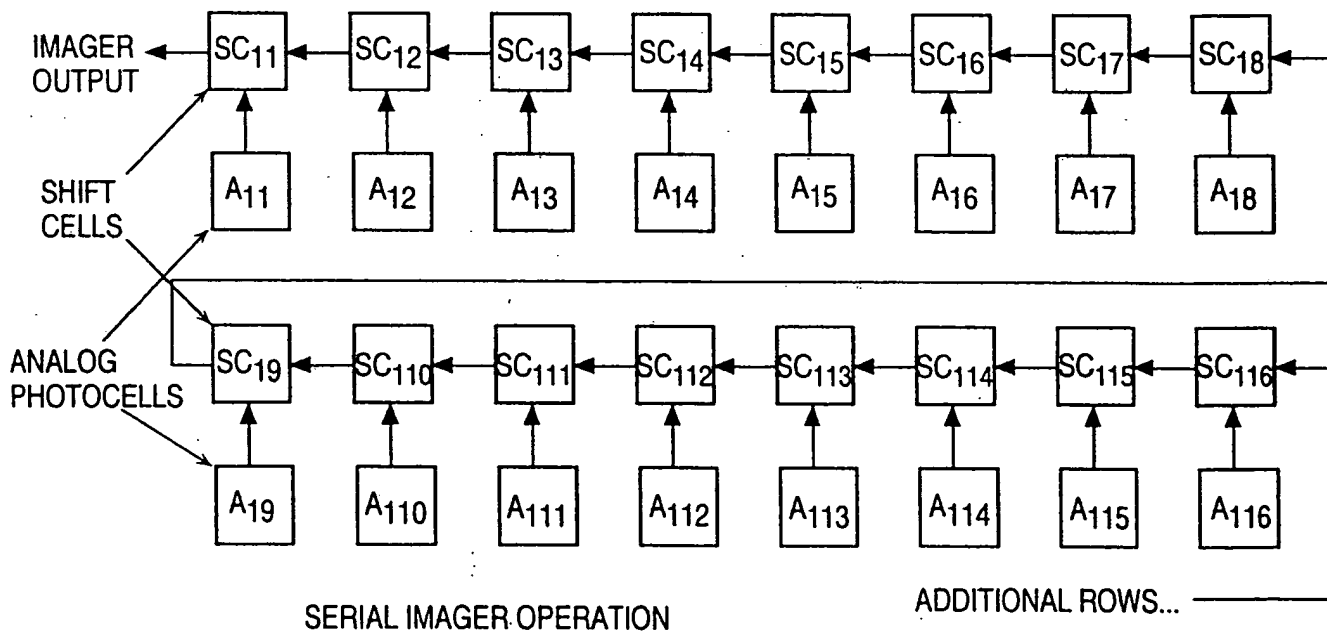 IMAGER
OUTPUT
SC11 SC12 SC13 SC14 SC15 SC16 SC17 SC18
A11 A12 A13 A14 A15 A16 A17 A18
SHIFT
CELLS
ANALOG
PHOTOCELLS
SC19 SC110 SC111 SC112 SC113 SC114 SC115 SC116
A19 A110 A111 A112 A113 A114 A115 A116
SERIAL IMAGER OPERATION
ADDITIONAL ROWS...